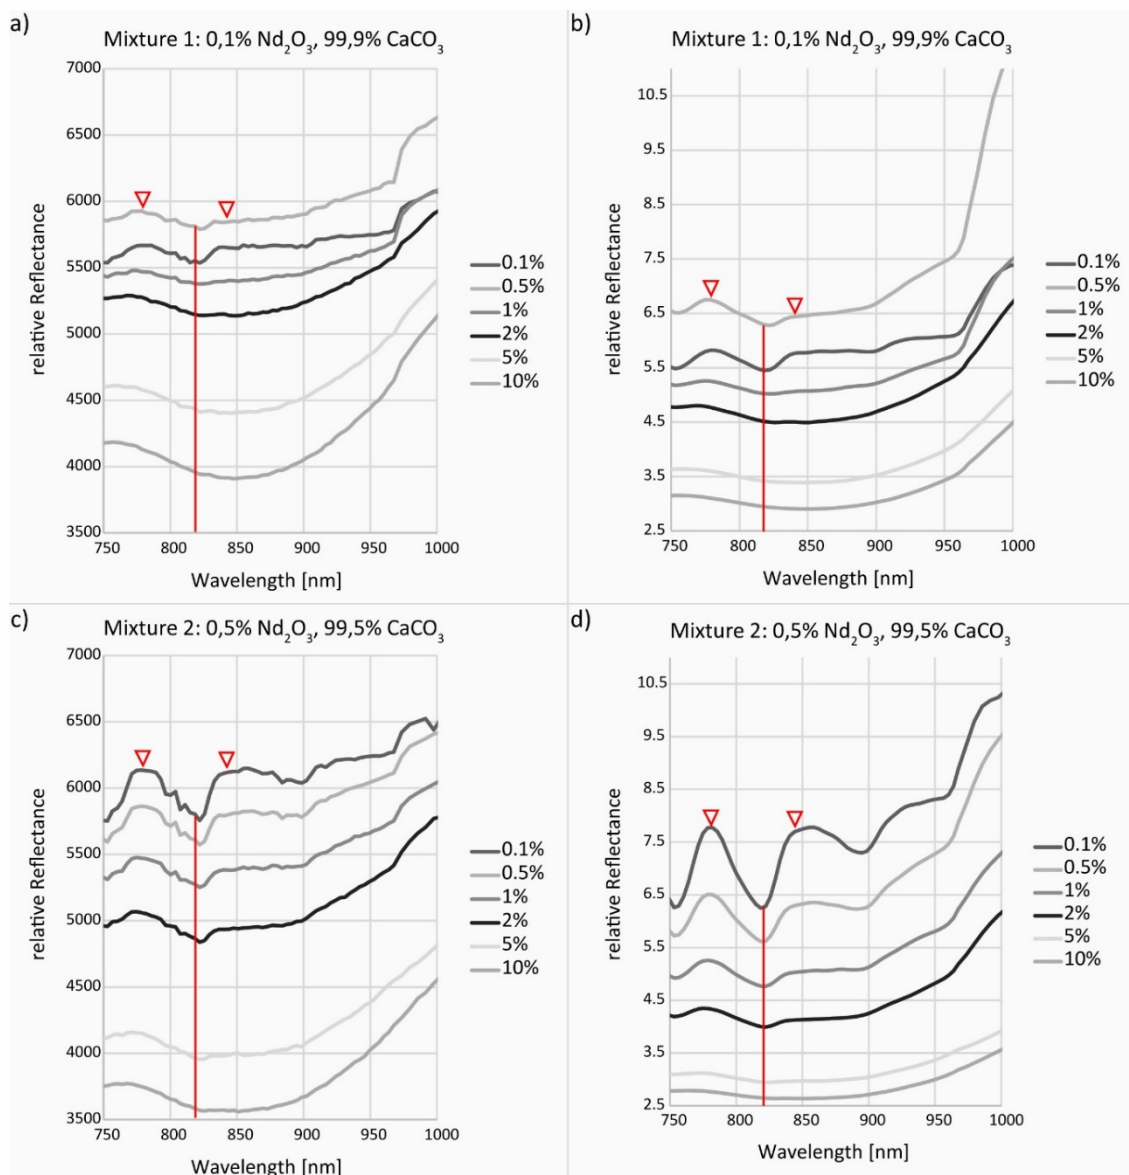 a)
Mixture 1: 0,1% Nd₂O₃, 99,9% CaCO₃
7000
6500
6000
5500
5000
4500
4000
3500
relative Reflectance
750 800 850 900 950 1000
Wavelength [nm]
0.1%
0.5%
1%
2%
5%
10%
b)
Mixture 1: 0,1% Nd₂O₃, 99,9% CaCO₃
10.5
9.5
8.5
7.5
6.5
5.5
4.5
3.5
2.5
relative Reflectance
750 800 850 900 950 1000
Wavelength [nm]
0.1%
0.5%
1%
2%
5%
10%
c)
Mixture 2: 0,5% Nd₂O₃, 99,5% CaCO₃
7000
6500
6000
5500
5000
4500
4000
3500
relative Reflectance
750 800 850 900 950 1000
Wavelength [nm]
0.1%
0.5%
1%
2%
5%
10%
d)
Mixture 2: 0,5% Nd₂O₃, 99,5% CaCO₃
10.5
9.5
8.5
7.5
6.5
5.5
4.5
3.5
2.5
relative Reflectance
750 800 850 900 950 1000
Wavelength [nm]
0.1%
0.5%
1%
2%
5%
10%